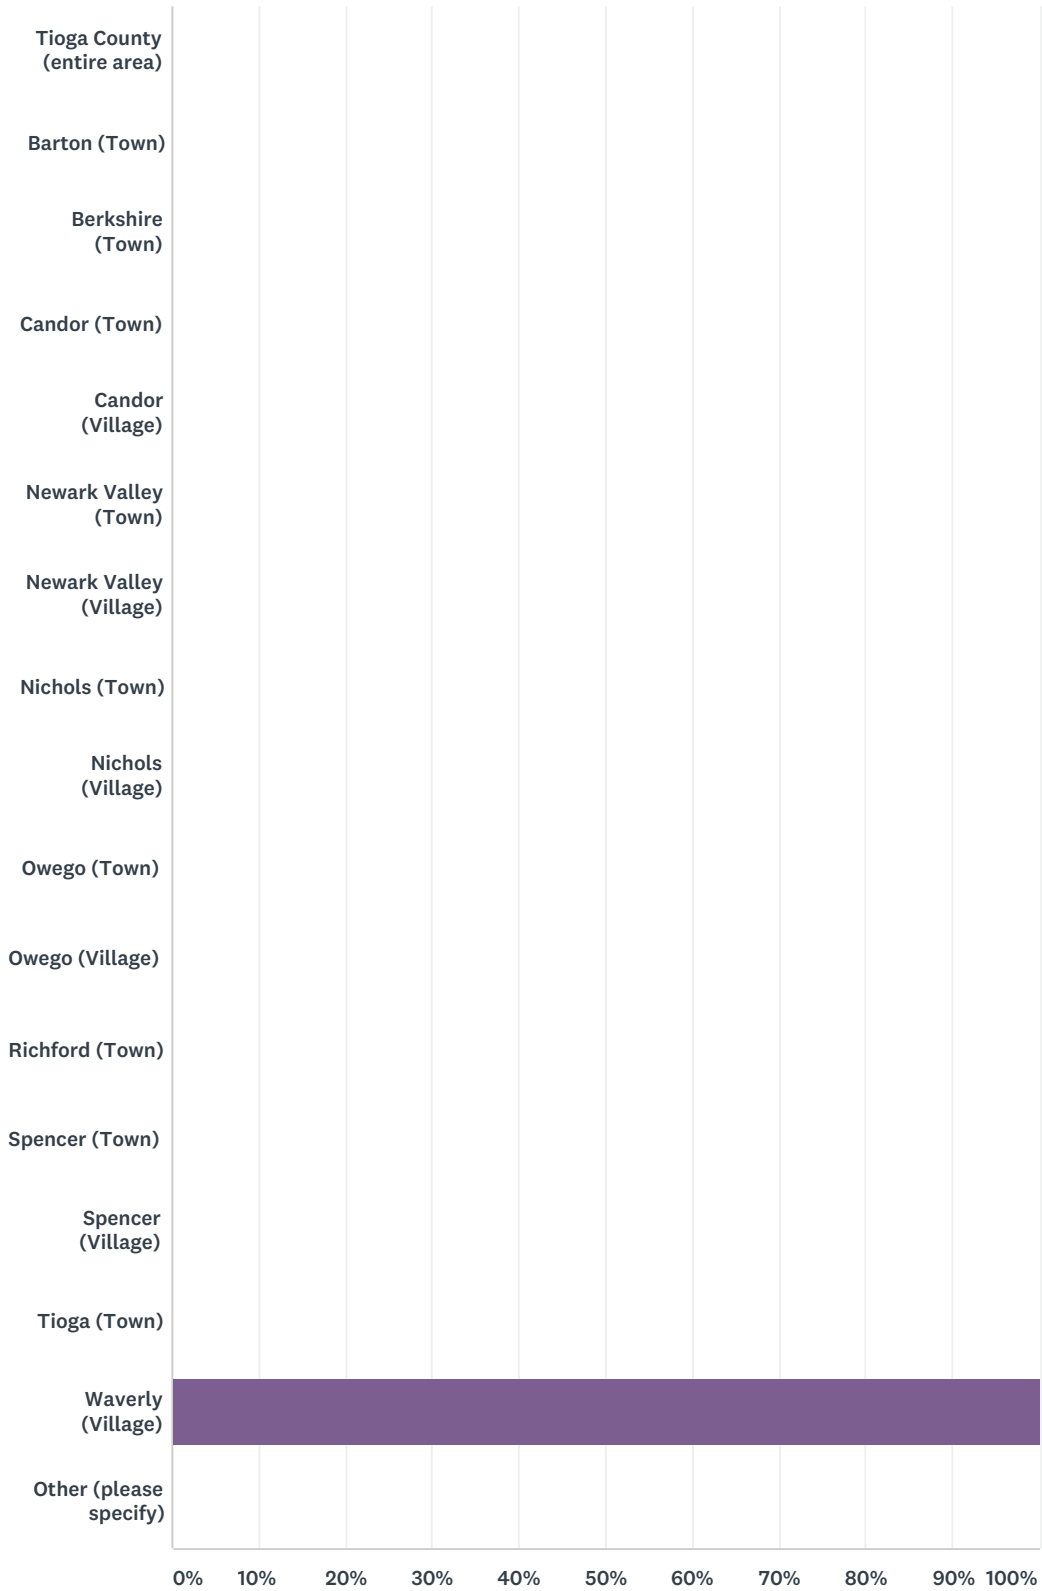 Tioga County
(entire area)
Barton (Town)
Berkshire
(Town)
Candor (Town)
Candor
(Village)
Newark Valley
(Town)
Newark Valley
(Village)
Nichols (Town)
Nichols
(Village)
Owego (Town)
Owego (Village)
Richford (Town)
Spencer (Town)
Spencer
(Village)
Tioga (Town)
Waverly
(Village)
Other (please
specify)
0% 10% 20% 30% 40% 50% 60% 70% 80% 90% 100%